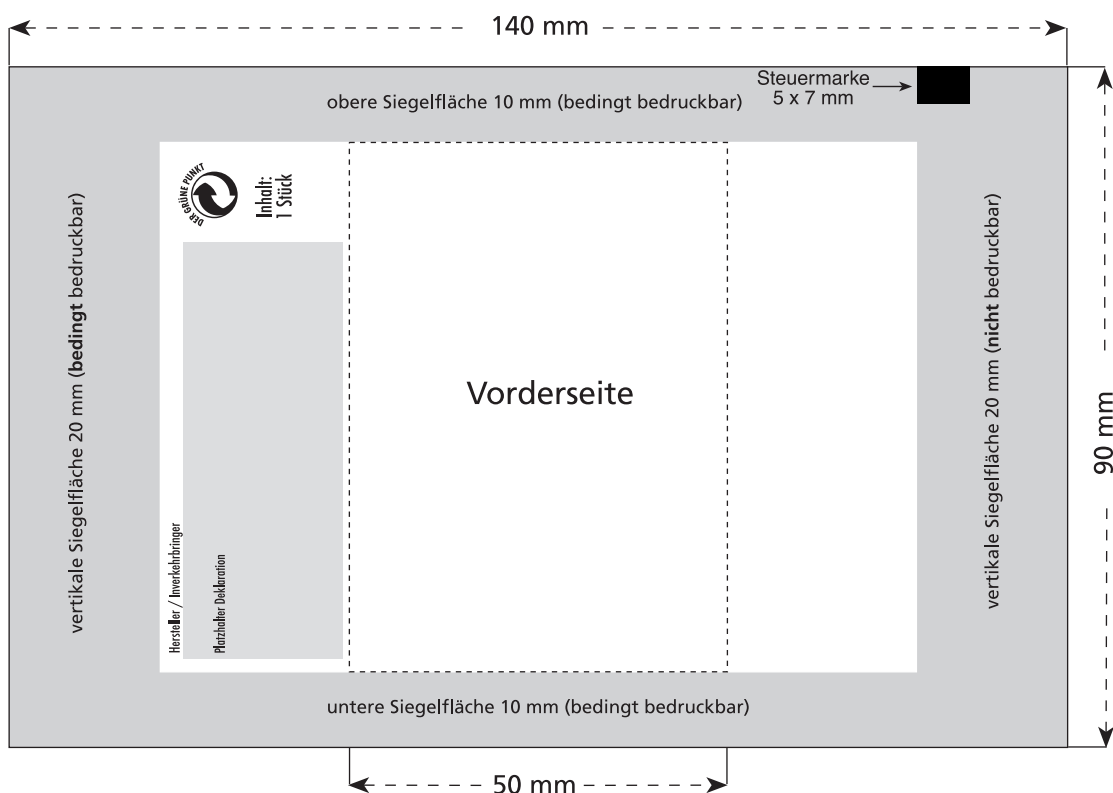 140 mm
Steuermarke
5 x 7 mm
obere Siegelfläche 10 mm (bedingt bedruckbar)
DER GRÜNE PUNKT
Inhalt:
1 Stück
vertikale Siegelfläche 20 mm (bedingt bedruckbar)
Hersteller / Inverkehrbringer
Platzhalter Deklaration
Vorderseite
vertikale Siegelfläche 20 mm (nicht bedruckbar)
90 mm
untere Siegelfläche 10 mm (bedingt bedruckbar)
50 mm